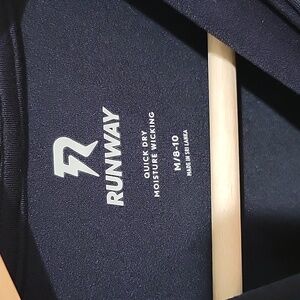 RUNWAY
QUICK DRY
MOISTURE WICKING
M/8-10
MADE IN SRI LANKA